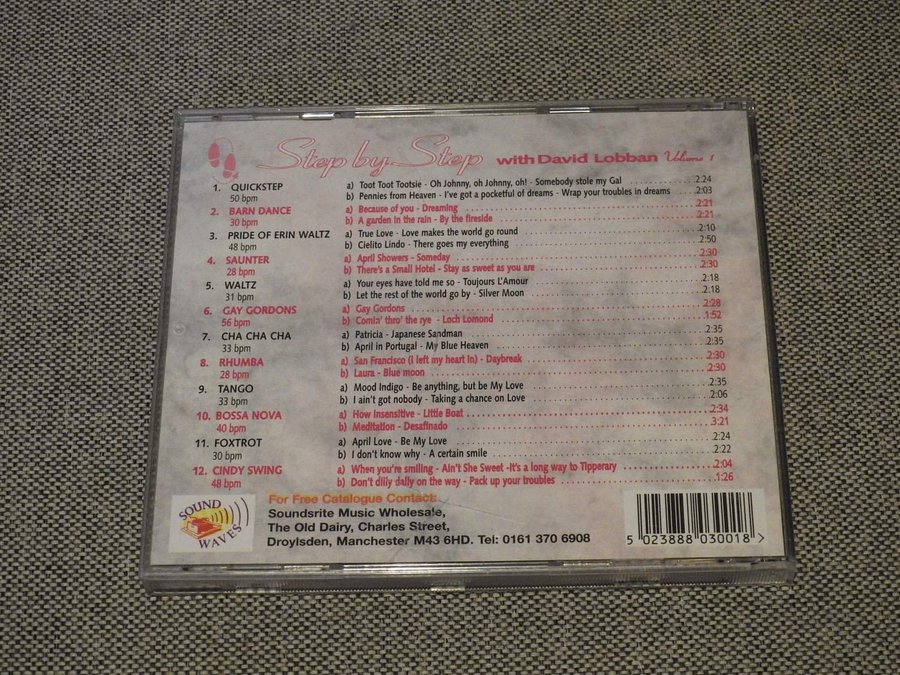 Step by Step with David Lobban Volume 1
1. QUICKSTEP
50 bpm
a) Toot Toot Tootsie - Oh Johnny, oh Johnny, oh! - Somebody stole my Gal 2:24
b) Pennies from Heaven - I've got a pocketful of dreams - Wrap your troubles in dreams 2:03
2. BARN DANCE
30 bpm
a) Because of you - Dreaming 2:21
b) A garden in the rain - By the fireside 2:21
3. PRIDE OF ERIN WALTZ
48 bpm
a) True Love - Love makes the world go round 2:10
b) Cielito Lindo - There goes my everything 2:50
4. SAUNTER
28 bpm
a) April Showers - Someday 2:30
b) There's a Small Hotel - Stay as sweet as you are 2:30
5. WALTZ
31 bpm
a) Your eyes have told me so - Toujours L'Amour 2:18
b) Let the rest of the world go by - Silver Moon 2:18
6. GAY GORDONS
56 bpm
a) Gay Gordons 2:28
b) Comin' thro' the rye - Loch Lomond 1:52
7. CHA CHA CHA
33 bpm
a) Patricia - Japanese Sandman 2:35
b) April in Portugal - My Blue Heaven 2:35
8. RHUMBA
28 bpm
a) San Francisco (i left my heart in) - Daybreak 2:30
b) Laura - Blue moon 2:30
9. TANGO
33 bpm
a) Mood Indigo - Be anything, but be My Love 2:35
b) I ain't got nobody - Taking a chance on Love 2:06
10. BOSSA NOVA
40 bpm
a) How insensitive - Little Boat 2:34
b) Meditation - Desafinado 3:21
11. FOXTROT
30 bpm
a) April Love - Be My Love 2:24
b) I don't know why - A certain smile 2:22
12. CINDY SWING
48 bpm
a) When you're smiling - Ain't She Sweet -It's a long way to Tipperary 2:04
b) Don't dilly dally on the way - Pack up your troubles 1:26
SOUND WAVES
For Free Catalogue Contact:
Soundsrite Music Wholesale,
The Old Dairy, Charles Street,
Droylsden, Manchester M43 6HD. Tel: 0161 370 6908
5 023888 030018 >